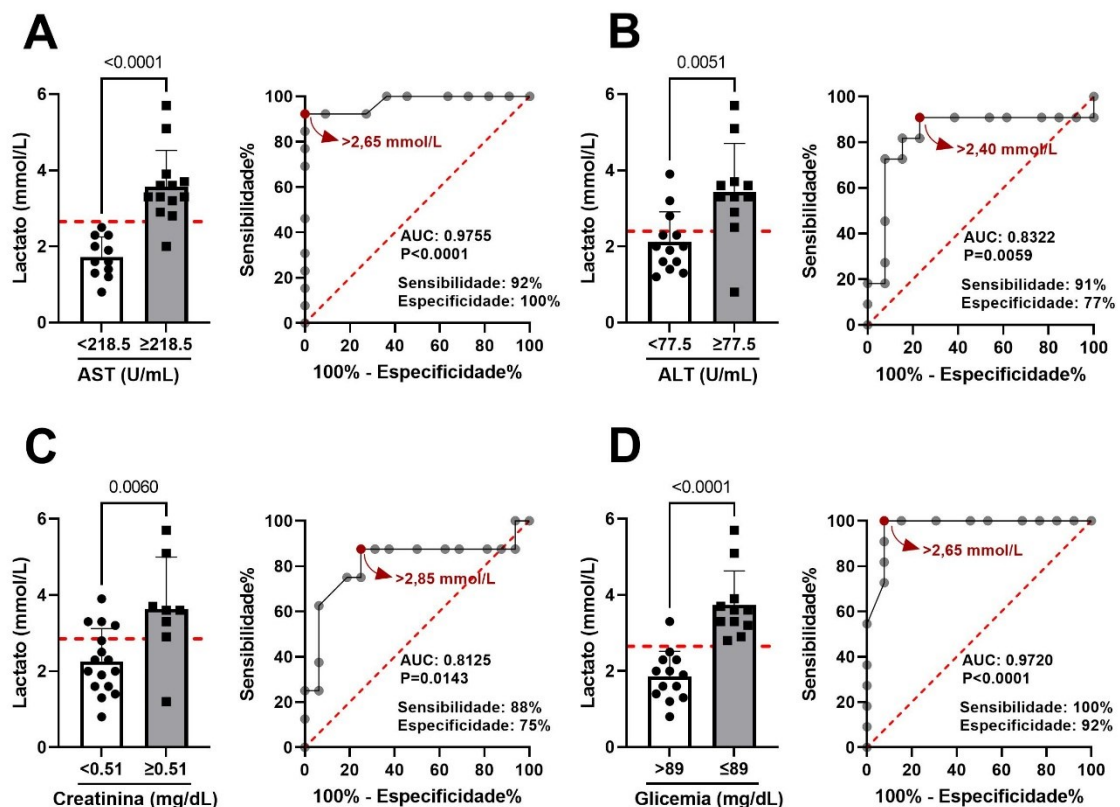 A
<0.0001
Lactato (mmol/L)
6
4
2
0
<218.5 ≥218.5
AST (U/mL)
Sensibilidade%
100
80
60
40
20
0
>2,65 mmol/L
AUC: 0.9755
P<0.0001
Sensibilidade: 92%
Especificidade: 100%
0 20 40 60 80 100
100% - Especificidade%
B
0.0051
Lactato (mmol/L)
6
4
2
0
<77.5 ≥77.5
ALT (U/mL)
Sensibilidade%
100
80
60
40
20
0
>2,40 mmol/L
AUC: 0.8322
P=0.0059
Sensibilidade: 91%
Especificidade: 77%
0 20 40 60 80 100
100% - Especificidade%
C
0.0060
Lactato (mmol/L)
6
4
2
0
<0.51 ≥0.51
Creatinina (mg/dL)
Sensibilidade%
100
80
60
40
20
0
>2,85 mmol/L
AUC: 0.8125
P=0.0143
Sensibilidade: 88%
Especificidade: 75%
0 20 40 60 80 100
100% - Especificidade%
D
<0.0001
Lactato (mmol/L)
6
4
2
0
>89 ≤89
Glicemia (mg/dL)
Sensibilidade%
100
80
60
40
20
0
>2,65 mmol/L
AUC: 0.9720
P<0.0001
Sensibilidade: 100%
Especificidade: 92%
0 20 40 60 80 100
100% - Especificidade%